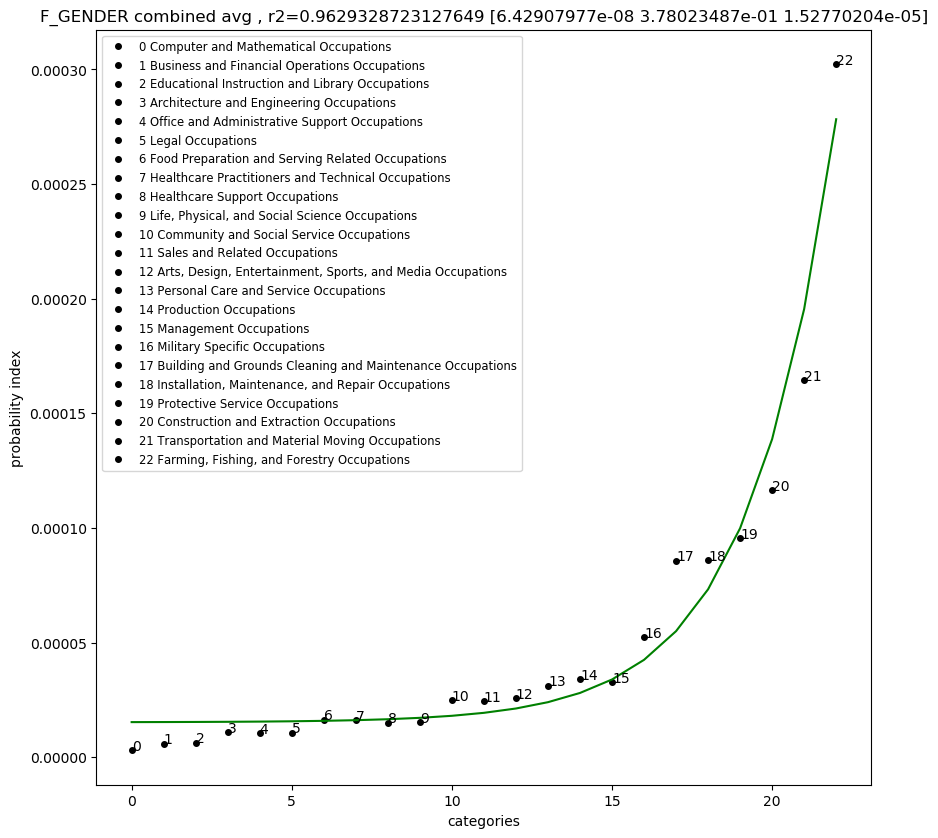 F_GENDER combined avg , r2=0.9629328723127649 [6.42907977e-08 3.78023487e-01 1.52770204e-05]
0 Computer and Mathematical Occupations
1 Business and Financial Operations Occupations
2 Educational Instruction and Library Occupations
3 Architecture and Engineering Occupations
4 Office and Administrative Support Occupations
5 Legal Occupations
6 Food Preparation and Serving Related Occupations
7 Healthcare Practitioners and Technical Occupations
8 Healthcare Support Occupations
9 Life, Physical, and Social Science Occupations
10 Community and Social Service Occupations
11 Sales and Related Occupations
12 Arts, Design, Entertainment, Sports, and Media Occupations
13 Personal Care and Service Occupations
14 Production Occupations
15 Management Occupations
16 Military Specific Occupations
17 Building and Grounds Cleaning and Maintenance Occupations
18 Installation, Maintenance, and Repair Occupations
19 Protective Service Occupations
20 Construction and Extraction Occupations
21 Transportation and Material Moving Occupations
22 Farming, Fishing, and Forestry Occupations
0.00030
0.00025
0.00020
0.00015
0.00010
0.00005
0.00000
probability index
0
1
2
3
4
5
6
7
8
9
10
11
12
13
14
15
16
17
18
19
20
21
22
0
5
10
15
20
categories